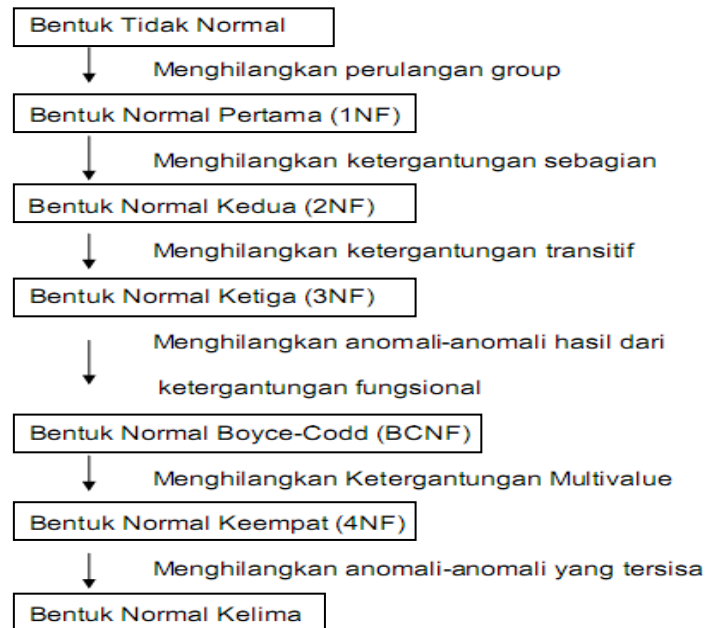 Bentuk Tidak Normal
Menghilangkan perulangan group
Bentuk Normal Pertama (1NF)
Menghilangkan ketergantungan sebagian
Bentuk Normal Kedua (2NF)
Menghilangkan ketergantungan transitif
Bentuk Normal Ketiga (3NF)
Menghilangkan anomali-anomali hasil dari
ketergantungan fungsional
Bentuk Normal Boyce-Codd (BCNF)
Menghilangkan Ketergantungan Multivalue
Bentuk Normal Keempat (4NF)
Menghilangkan anomali-anomali yang tersisa
Bentuk Normal Kelima